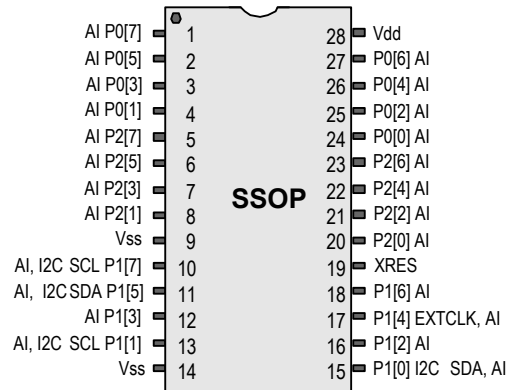 AI P0[7] 1 28 Vdd
AI P0[5] 2 27 P0[6] AI
AI P0[3] 3 26 P0[4] AI
AI P0[1] 4 25 P0[2] AI
AI P2[7] 5 24 P0[0] AI
AI P2[5] 6 23 P2[6] AI
AI P2[3] 7 SSOP 22 P2[4] AI
AI P2[1] 8 21 P2[2] AI
Vss 9 20 P2[0] AI
AI, I2C SCL P1[7] 10 19 XRES
AI, I2C SDA P1[5] 11 18 P1[6] AI
AI P1[3] 12 17 P1[4] EXTCLK, AI
AI, I2C SCL P1[1] 13 16 P1[2] AI
Vss 14 15 P1[0] I2C SDA, AI